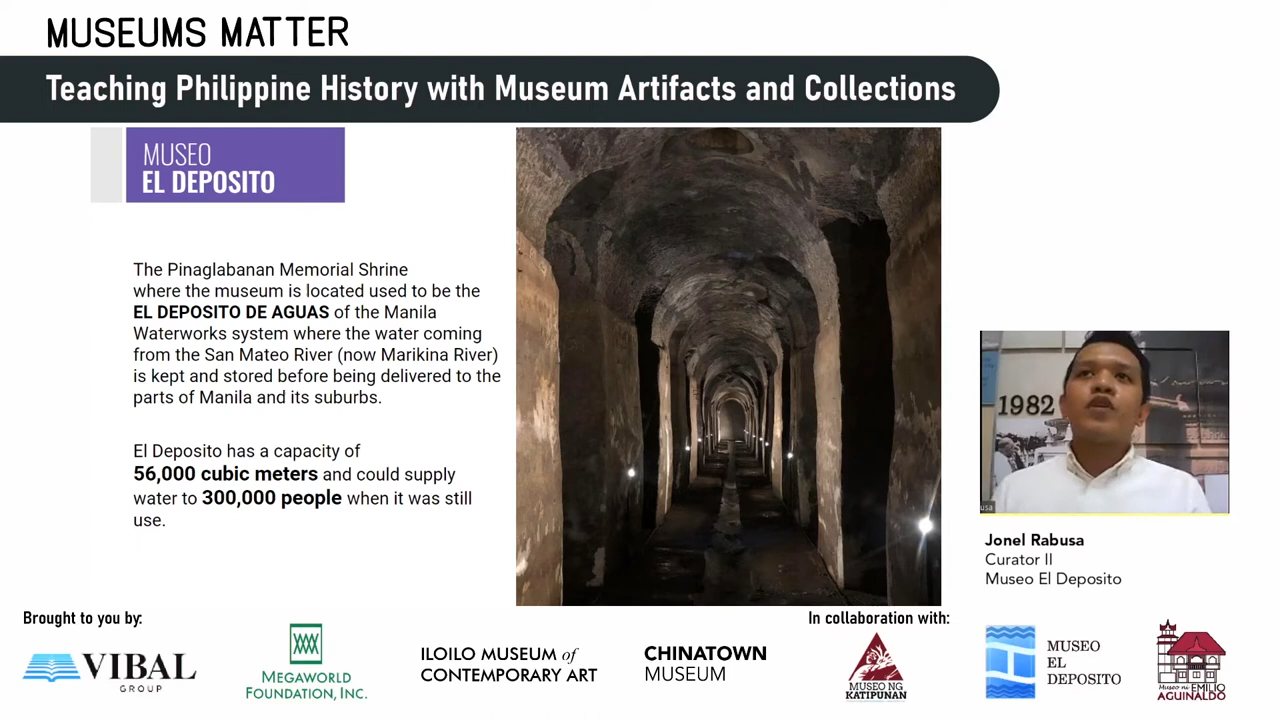 MUSEUMS MATTER
Teaching Philippine History with Museum Artifacts and Collections
MUSEO
EL DEPOSITO
The Pinaglabanan Memorial Shrine
where the museum is located used to be the
EL DEPOSITO DE AGUAS of the Manila
Waterworks system where the water coming
from the San Mateo River (now Marikina River)
is kept and stored before being delivered to the
parts of Manila and its suburbs.
El Deposito has a capacity of
56,000 cubic meters and could supply
water to 300,000 people when it was still
use.
1982
usa
Jonel Rabusa
Curator II
Museo El Deposito
Brought to you by:
VIBAL
GROUP
MEGAWORLD
FOUNDATION, INC.
ILOILO MUSEUM of
CONTEMPORARY ART
CHINATOWN
MUSEUM
In collaboration with:
MUSEO NG
KATIPUNAN
MUSEO
EL
DEPOSITO
Museo ni EMILIO
AGUINALDO